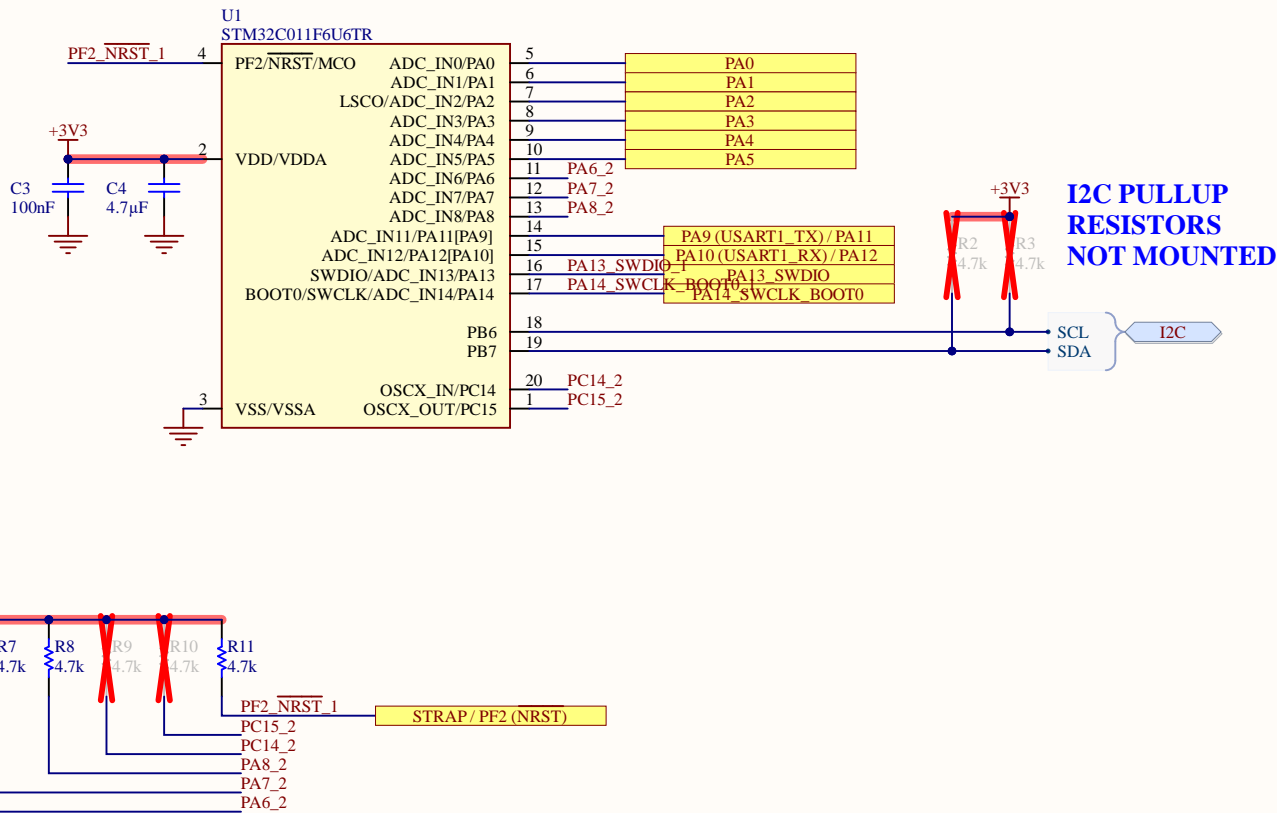 U1
STM32C011F6U6TR
PF2_NRST_1
4
PF2/NRST/MCO
ADC_IN0/PA0
5
PA0
ADC_IN1/PA1
6
PA1
LSCO/ADC_IN2/PA2
7
PA2
ADC_IN3/PA3
8
PA3
ADC_IN4/PA4
9
PA4
+3V3
2
VDD/VDDA
ADC_IN5/PA5
10
PA5
ADC_IN6/PA6
11
PA6_2
C3
100nF
C4
4.7µF
ADC_IN7/PA7
12
PA7_2
ADC_IN8/PA8
13
PA8_2
ADC_IN11/PA11[PA9]
14
PA9 (USART1_TX) / PA11
ADC_IN12/PA12[PA10]
15
PA10 (USART1_RX) / PA12
SWDIO/ADC_IN13/PA13
16
PA13_SWDIO_1
PA13_SWDIO
BOOT0/SWCLK/ADC_IN14/PA14
17
PA14_SWCLK_BOOT0_1
PA14_SWCLK_BOOT0
+3V3
R2
4.7k
R3
4.7k
I2C PULLUP
RESISTORS
NOT MOUNTED
PB6
18
PB7
19
SCL
SDA
I2C
OSCX_IN/PC14
20
PC14_2
3
VSS/VSSA
OSCX_OUT/PC15
1
PC15_2
R7
4.7k
R8
4.7k
R9
4.7k
R10
4.7k
R11
4.7k
PF2_NRST_1
STRAP / PF2 (NRST)
PC15_2
PC14_2
PA8_2
PA7_2
PA6_2